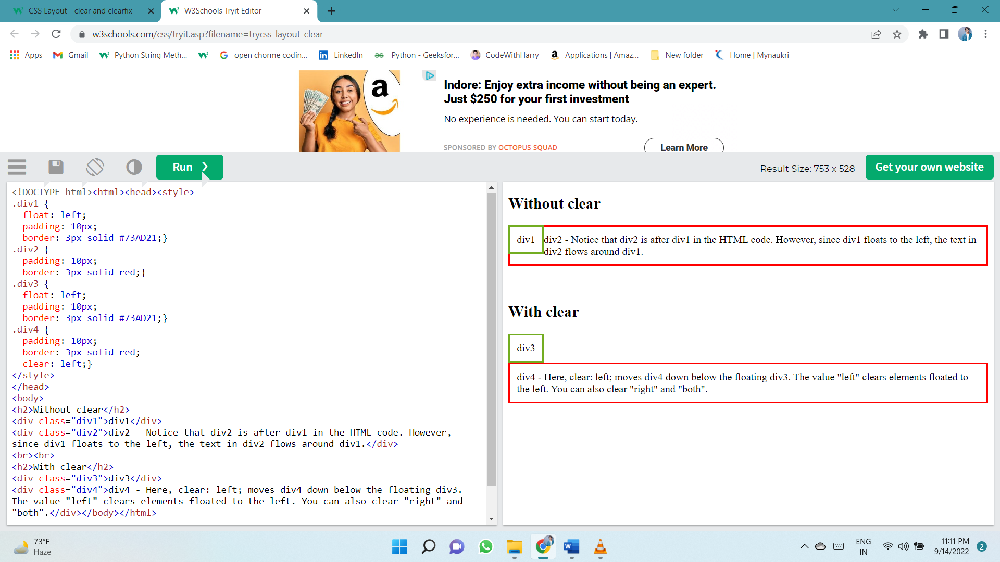 CSS Layout - clear and clearfix
W3Schools Tryit Editor
w3schools.com/css/tryit.asp?filename=trycss_layout_clear
Apps
Gmail
Python String Meth...
open chorme codin...
LinkedIn
Python - Geeksfor...
CodeWithHarry
Applications | Amaz...
New folder
Home | Mynaukri
Indore: Enjoy extra income without being an expert.
Just $250 for your first investment
No experience is needed. You can start today.
SPONSORED BY OCTOPUS SQUAD
Learn More
Run ❯
Result Size: 753 x 528
Get your own website
<!DOCTYPE html><html><head><style>
.div1 {
  float: left;
  padding: 10px;
  border: 3px solid #73AD21;}
.div2 {
  padding: 10px;
  border: 3px solid red;}
.div3 {
  float: left;
  padding: 10px;
  border: 3px solid #73AD21;}
.div4 {
  padding: 10px;
  border: 3px solid red;
  clear: left;}
</style>
</head>
<body>
<h2>Without clear</h2>
<div class="div1">div1</div>
<div class="div2">div2 - Notice that div2 is after div1 in the HTML code. However,
since div1 floats to the left, the text in div2 flows around div1.</div>
<br><br>
<h2>With clear</h2>
<div class="div3">div3</div>
<div class="div4">div4 - Here, clear: left; moves div4 down below the floating div3.
The value "left" clears elements floated to the left. You can also clear "right" and
"both".</div></body></html>
Without clear
div1
div2 - Notice that div2 is after div1 in the HTML code. However, since div1 floats to the left, the text in
div2 flows around div1.
With clear
div3
div4 - Here, clear: left; moves div4 down below the floating div3. The value "left" clears elements floated to
the left. You can also clear "right" and "both".
73°F
Haze
ENG
IN
11:11 PM
9/14/2022
2